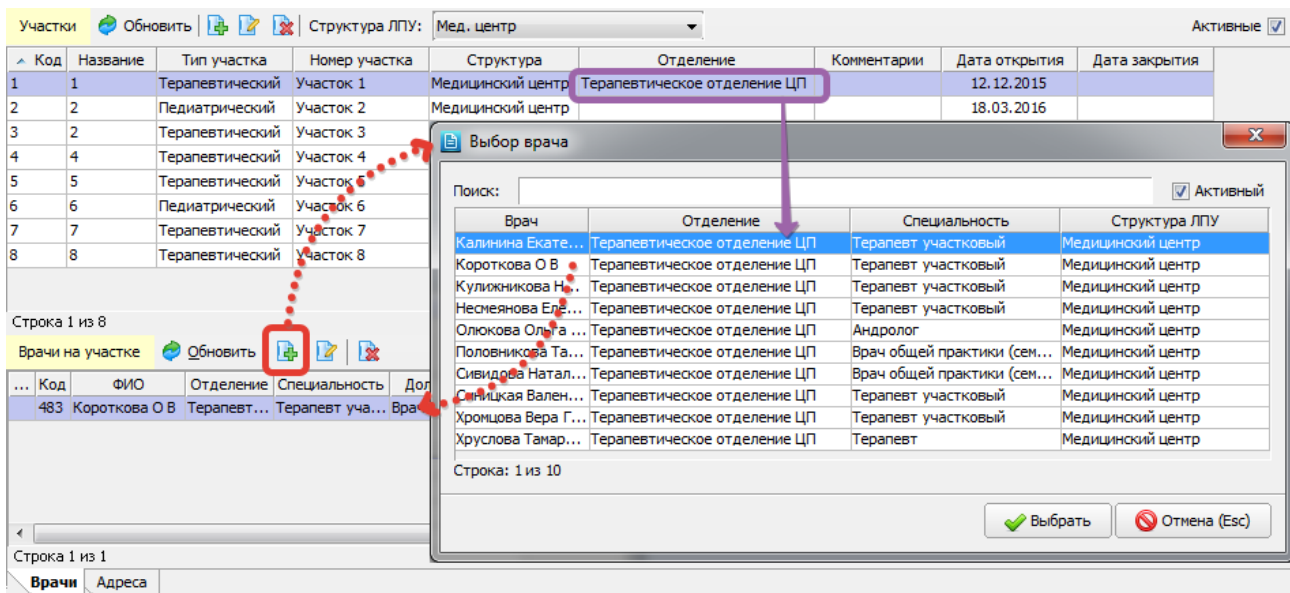 Участки Обновить Структура ЛПУ: Мед. центр Активные
Код Название Тип участка Номер участка Структура Отделение Комментарии Дата открытия Дата закрытия
1 1 Терапевтический Участок 1 Медицинский центр Терапевтическое отделение ЦП 12.12.2015
2 2 Педиатрический Участок 2 Медицинский центр 18.03.2016
3 2 Терапевтический Участок 3
4 4 Терапевтический Участок 4
5 5 Терапевтический Участок 5
6 6 Педиатрический Участок 6
7 7 Терапевтический Участок 7
8 8 Терапевтический Участок 8
Строка 1 из 8
Врачи на участке Обновить
... Код ФИО Отделение Специальность Дол
483 Короткова О В Терапевт... Терапевт уча... Врач
Строка 1 из 1
Врачи Адреса
Выбор врача
Поиск: Активный
Врач Отделение Специальность Структура ЛПУ
Калинина Екате... Терапевтическое отделение ЦП Терапевт участковый Медицинский центр
Короткова О В Терапевтическое отделение ЦП Терапевт участковый Медицинский центр
Кулижникова Н... Терапевтическое отделение ЦП Терапевт участковый Медицинский центр
Несмеянова Еле... Терапевтическое отделение ЦП Терапевт участковый Медицинский центр
Олюкова Ольга ... Терапевтическое отделение ЦП Андролог Медицинский центр
Половникова Та... Терапевтическое отделение ЦП Врач общей практики (сем... Медицинский центр
Сивидова Натал... Терапевтическое отделение ЦП Врач общей практики (сем... Медицинский центр
Синицкая Вален... Терапевтическое отделение ЦП Терапевт участковый Медицинский центр
Хромцова Вера Г... Терапевтическое отделение ЦП Терапевт участковый Медицинский центр
Хруслова Тамар... Терапевтическое отделение ЦП Терапевт Медицинский центр
Строка: 1 из 10
Выбрать Отмена (Esc)